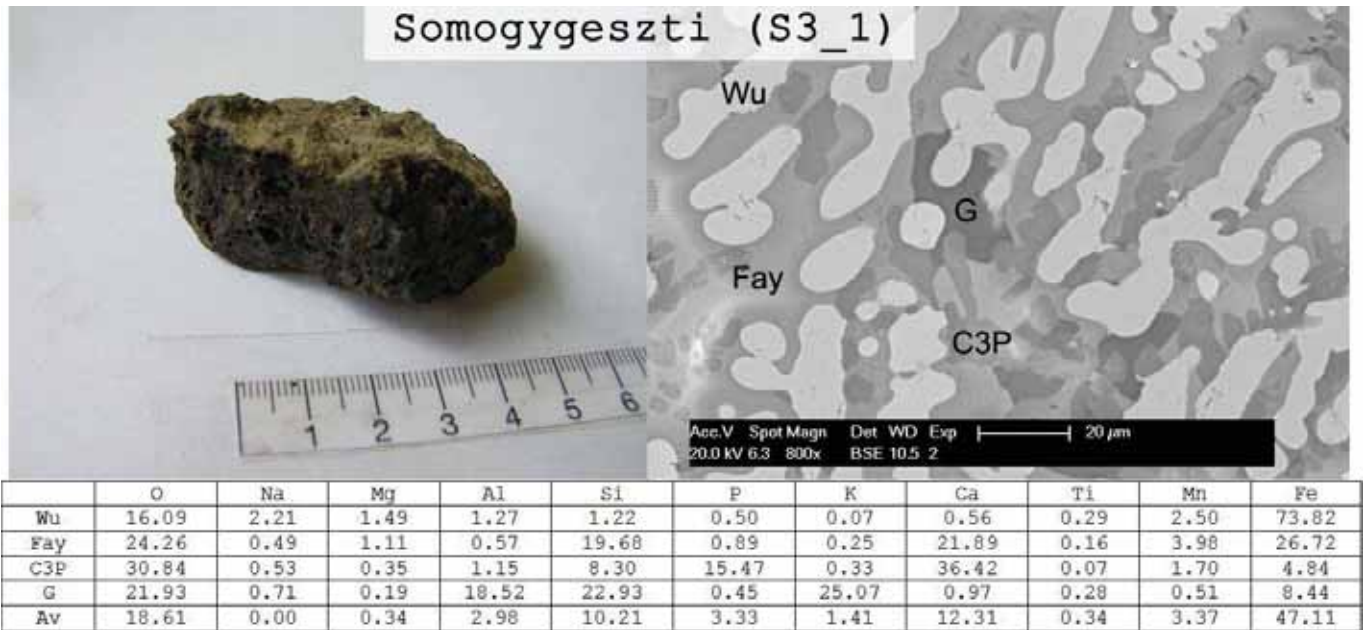 Somogygeszti (S3_1)
Wu
G
Fay
C3P
1 2 3 4 5 6
Acc.V Spot Magn Det WD Exp 20 µm
20.0 kV 6.3 800x BSE 10.5 2
O Na Mg Al Si P K Ca Ti Mn Fe
Wu 16.09 2.21 1.49 1.27 1.22 0.50 0.07 0.56 0.29 2.50 73.82
Fay 24.26 0.49 1.11 0.57 19.68 0.89 0.25 21.89 0.16 3.98 26.72
C3P 30.84 0.53 0.35 1.15 8.30 15.47 0.33 36.42 0.07 1.70 4.84
G 21.93 0.71 0.19 18.52 22.93 0.45 25.07 0.97 0.28 0.51 8.44
Av 18.61 0.00 0.34 2.98 10.21 3.33 1.41 12.31 0.34 3.37 47.11